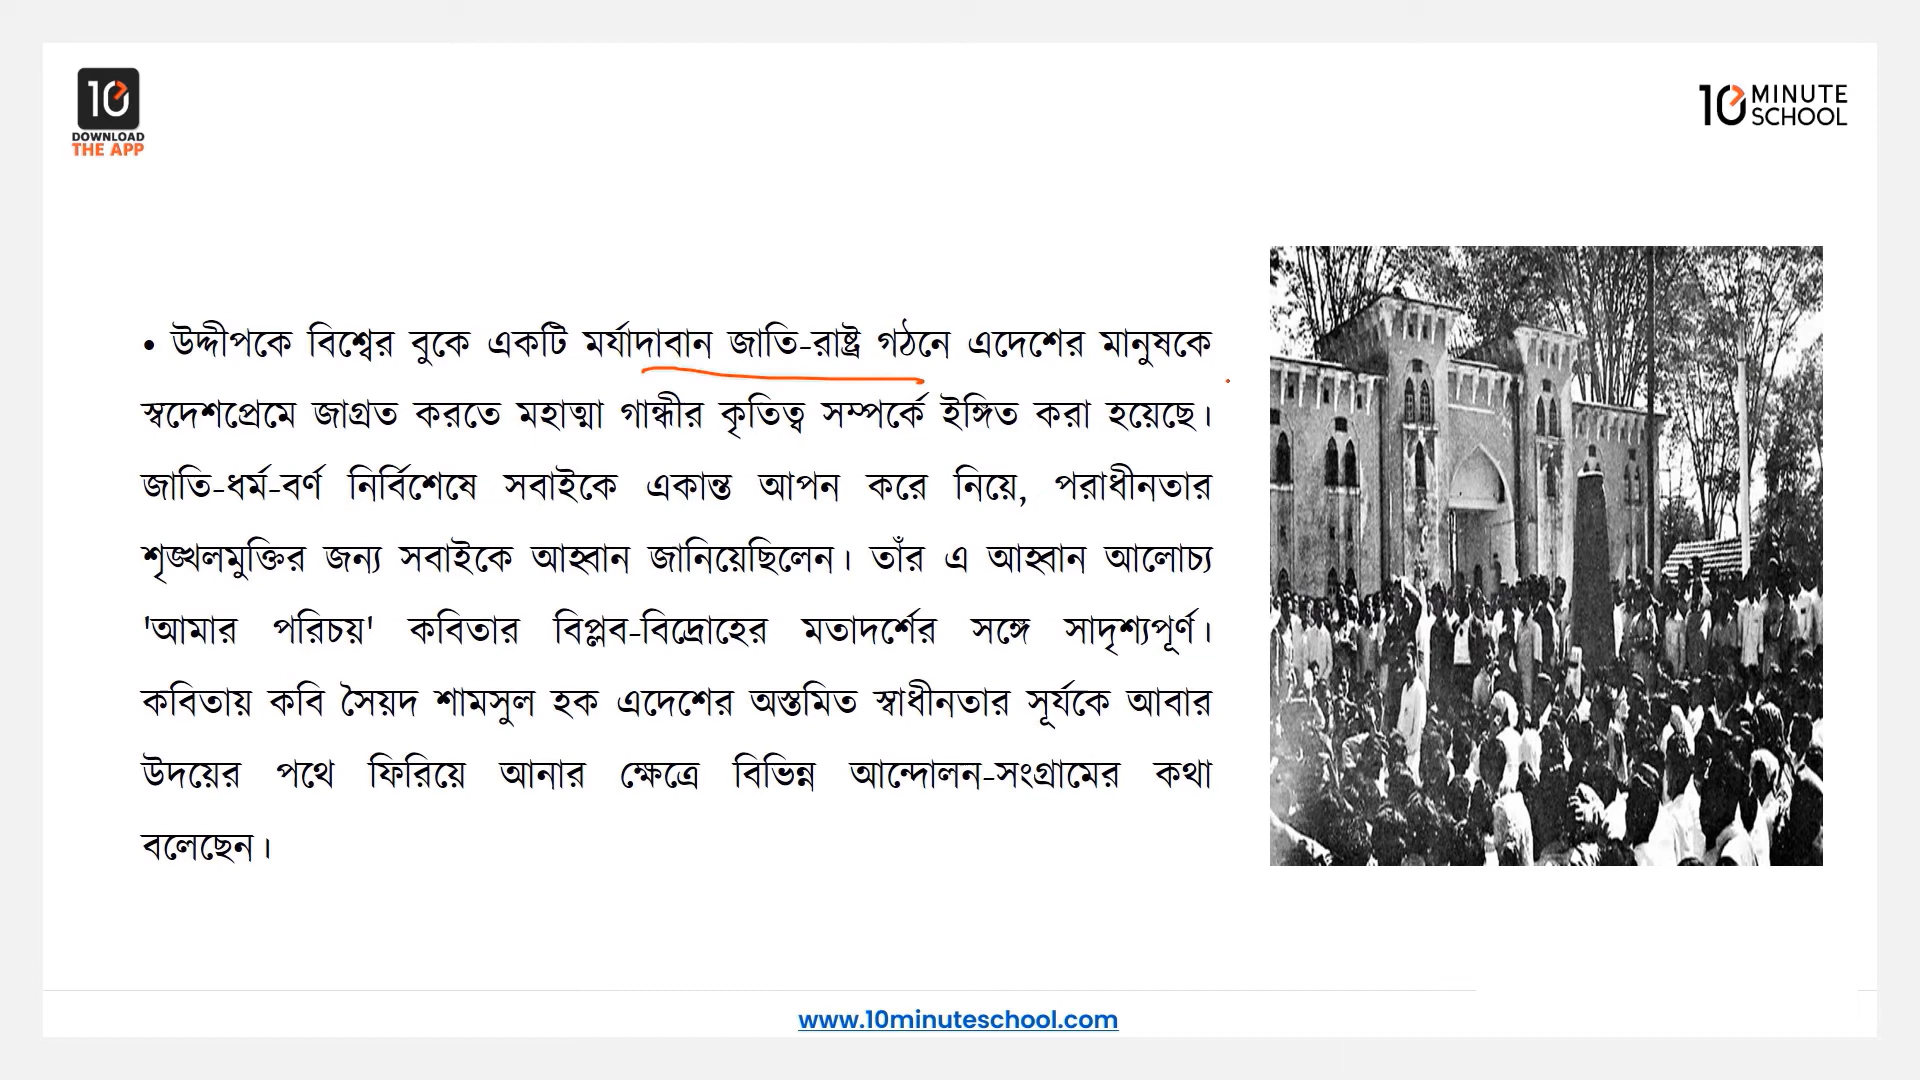 10
DOWNLOAD
THE APP
10 MINUTE
SCHOOL
• উদ্দীপকে বিশ্বের বুকে একটি মর্যাদাবান জাতি-রাষ্ট্র গঠনে এদেশের মানুষকে
স্বদেশপ্রেমে জাগ্রত করতে মহাত্মা গান্ধীর কৃতিত্ব সম্পর্কে ইঙ্গিত করা হয়েছে।
জাতি-ধর্ম-বর্ণ নির্বিশেষে সবাইকে একান্ত আপন করে নিয়ে, পরাধীনতার
শৃঙ্খলমুক্তির জন্য সবাইকে আহ্বান জানিয়েছিলেন। তাঁর এ আহ্বান আলোচ্য
'আমার পরিচয়' কবিতার বিপ্লব-বিদ্রোহের মতাদর্শের সঙ্গে সাদৃশ্যপূর্ণ।
কবিতায় কবি সৈয়দ শামসুল হক এদেশের অস্তমিত স্বাধীনতার সূর্যকে আবার
উদয়ের পথে ফিরিয়ে আনার ক্ষেত্রে বিভিন্ন আন্দোলন-সংগ্রামের কথা
বলেছেন।
www.10minuteschool.com